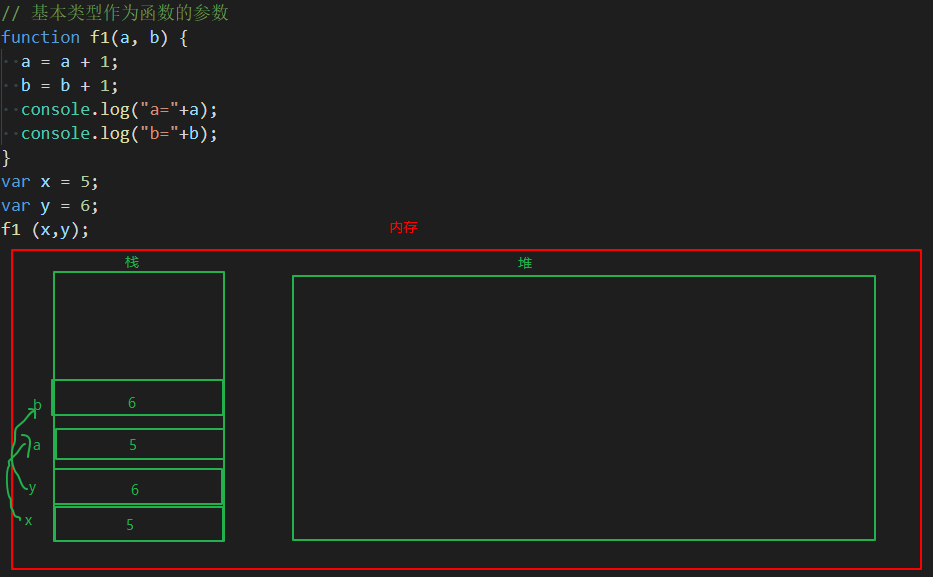 // 基本类型作为函数的参数
function f1(a, b) {
  a = a + 1;
  b = b + 1;
  console.log("a="+a);
  console.log("b="+b);
}
var x = 5;
var y = 6;
f1 (x,y);
内存
栈 堆
b 6
a 5
y 6
x 5